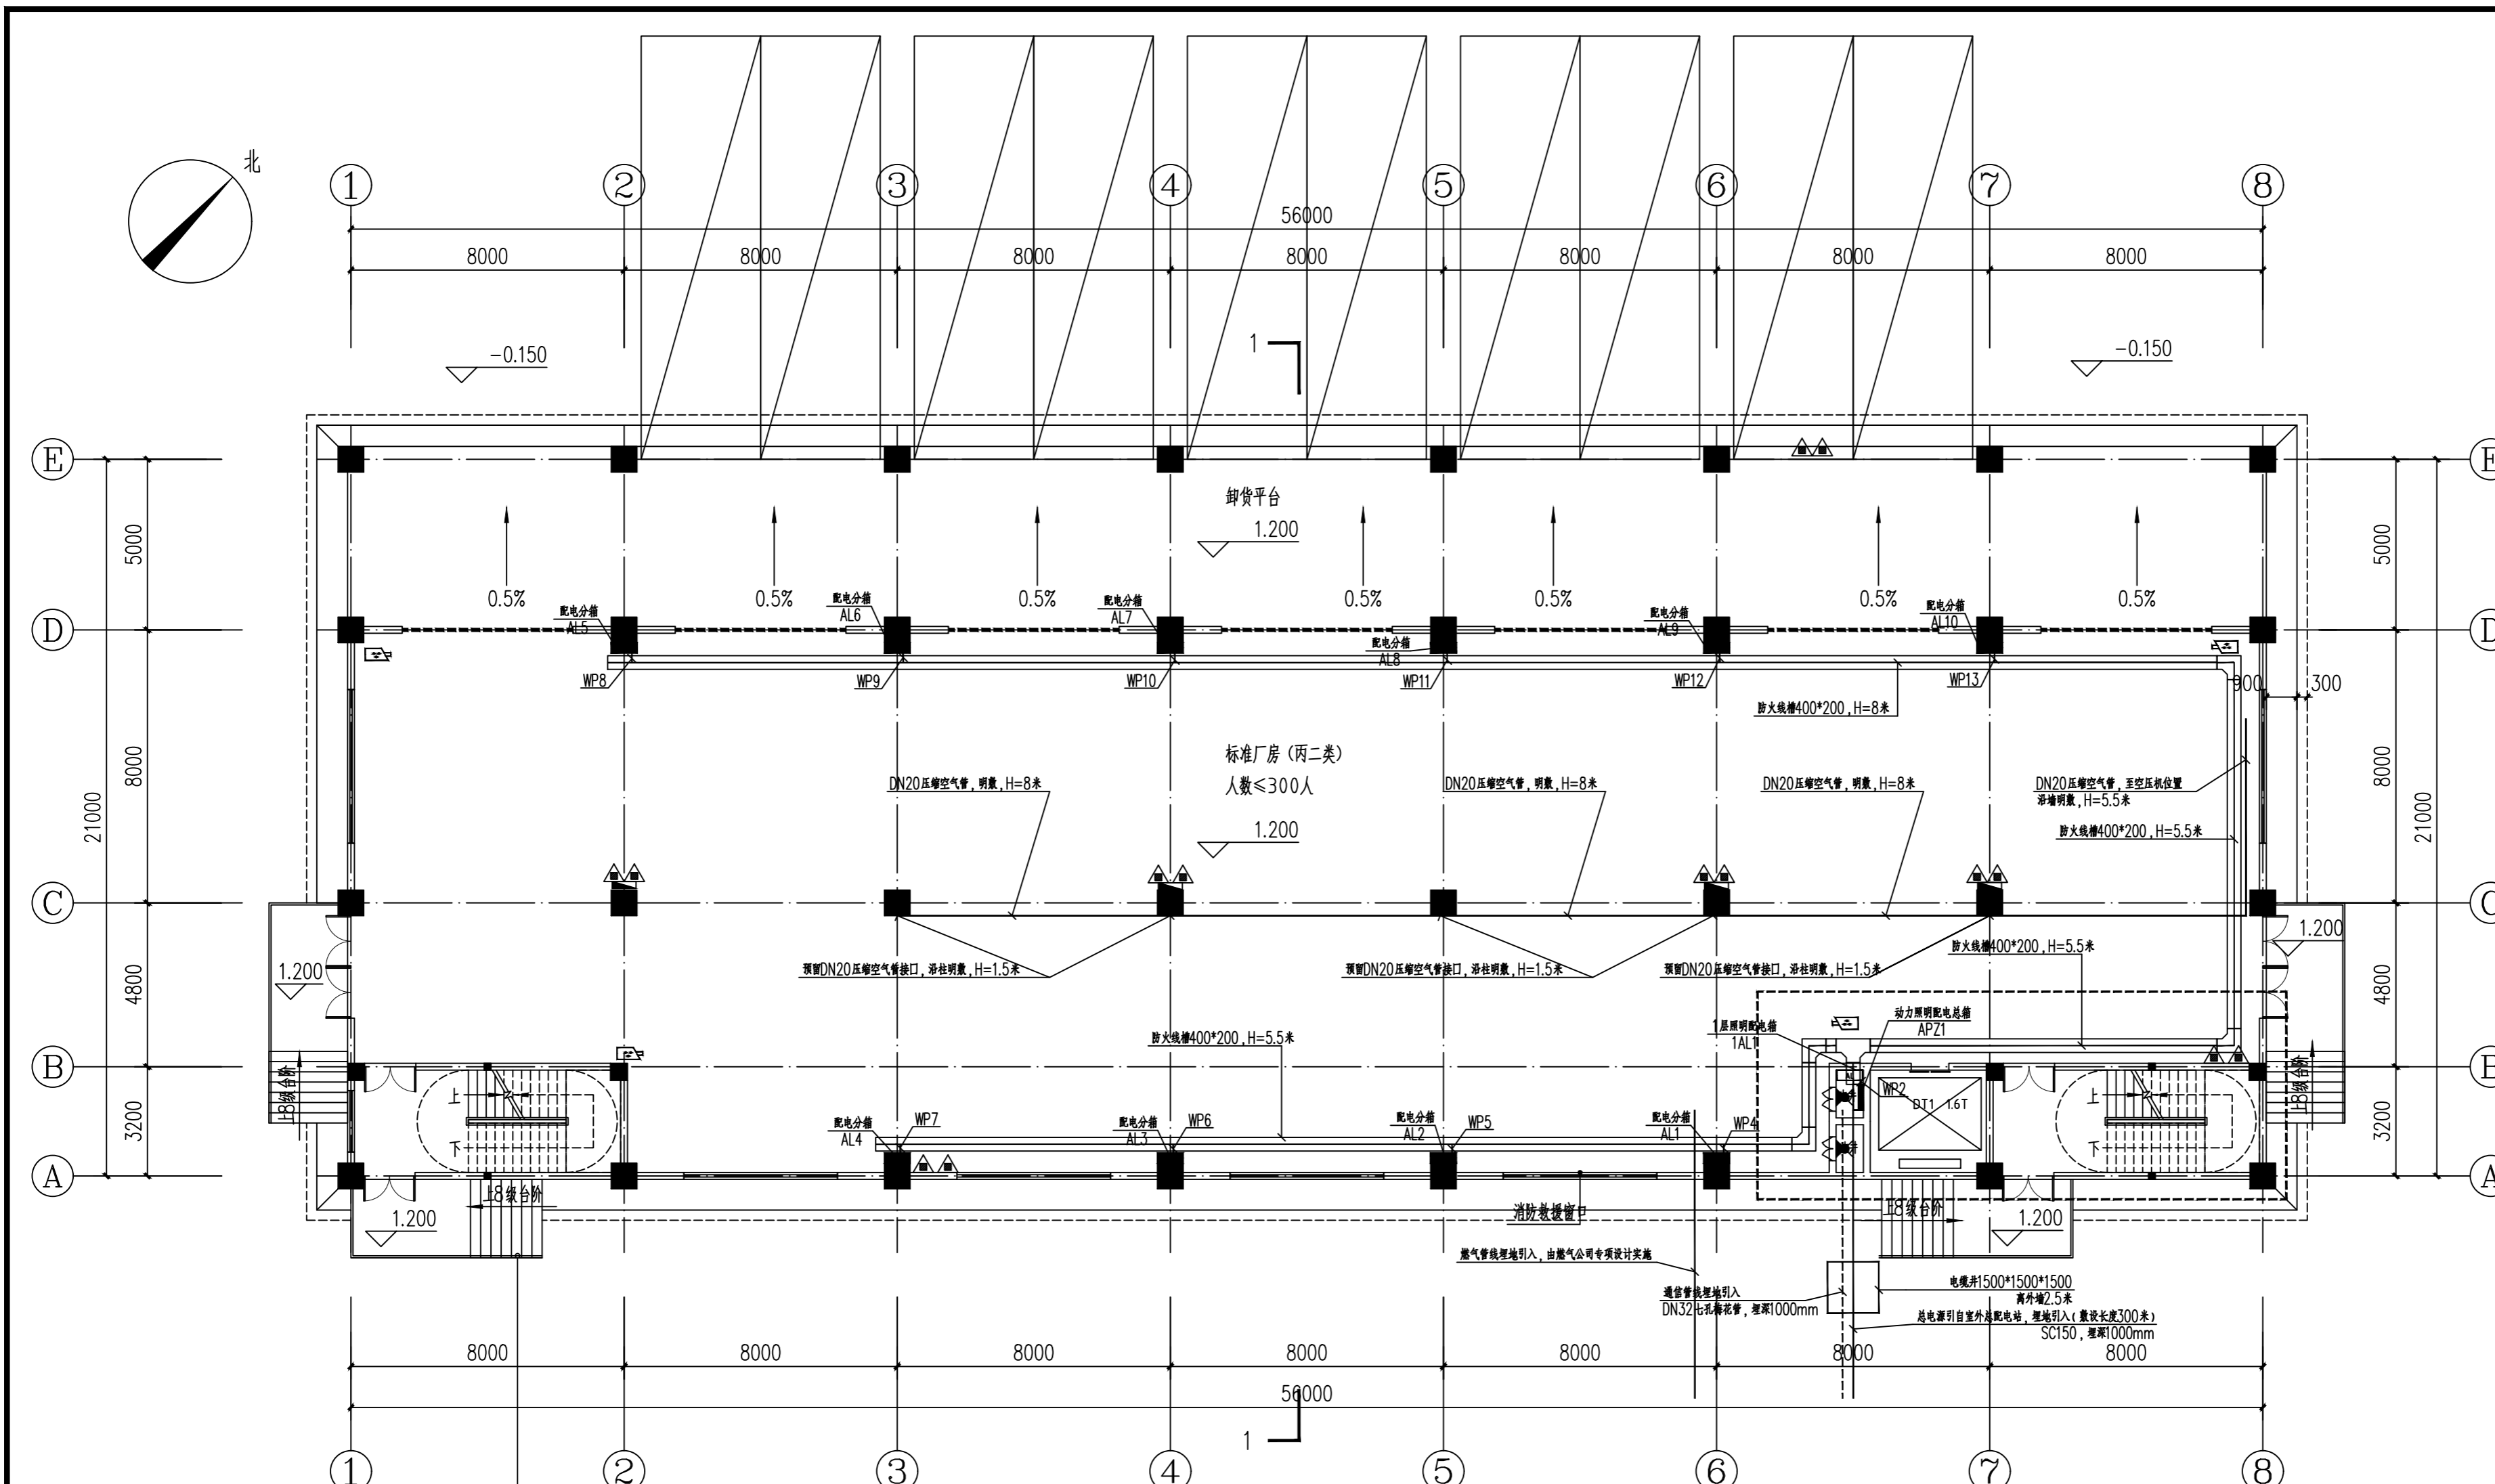 北
1
2
3
4
5
6
7
8
56000
8000
8000
8000
8000
8000
8000
8000
-0.150
1
-0.150
E
E
卸货平台
1.200
5000
5000
0.5%
0.5%
0.5%
0.5%
0.5%
0.5%
0.5%
配电分箱
AL5
配电分箱
AL6
配电分箱
AL7
配电分箱
AL8
配电分箱
AL9
配电分箱
AL10
D
D
WP8
WP9
WP10
WP11
WP12
WP13
900
300
防火线槽400*200,H=8米
标准厂房(丙二类)
人数≤300人
1.200
8000
21000
8000
21000
DN20压缩空气管,明敷,H=8米
DN20压缩空气管,明敷,H=8米
DN20压缩空气管,明敷,H=8米
DN20压缩空气管,至空压机位置
沿墙明敷,H=5.5米
防火线槽400*200,H=5.5米
C
C
1.200
1.200
预留DN20压缩空气管接口,沿柱明敷,H=1.5米
预留DN20压缩空气管接口,沿柱明敷,H=1.5米
预留DN20压缩空气管接口,沿柱明敷,H=1.5米
防火线槽400*200,H=5.5米
4800
4800
防火线槽400*200,H=5.5米
1层照明配电箱
1AL1
动力照明配电总箱
APZ1
B
B
上8级台阶
上8级台阶
上
下
上
下
WP2
DT1 1.6T
3200
3200
配电分箱
AL4
WP7
配电分箱
AL3
WP6
配电分箱
AL2
WP5
配电分箱
AL1
WP4
A
A
上8级台阶
1.200
消防救援窗口
上8级台阶
1.200
燃气管线埋地引入,由燃气公司专项设计实施
通信管线埋地引入
DN32七孔梅花管,埋深1000mm
电缆井1500*1500*1500
离外墙2.5米
总电源引自室外总配电站,埋地引入(敷设长度300米)
SC150,埋深1000mm
8000
8000
8000
8000
8000
8000
8000
56000
1
1
2
3
4
5
6
7
8